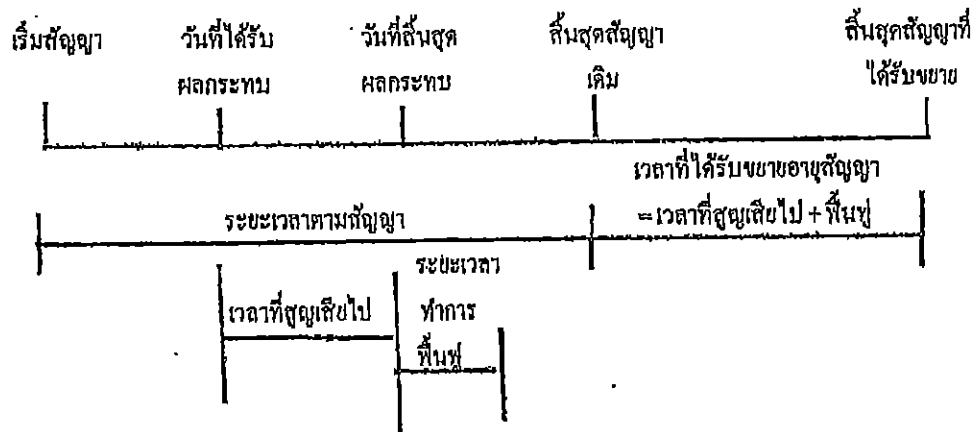 เริ่มสัญญา วันที่ได้รับ วันที่สิ้นสุด สิ้นสุดสัญญา สิ้นสุดสัญญาที่
ผลกระทบ ผลกระทบ เดิม ได้รับขยาย
เวลาที่ได้รับขยายอายุสัญญา
ระยะเวลาตามสัญญา =เวลาที่สูญเสียไป+ฟื้นฟู
ระยะเวลา
เวลาที่สูญเสียไป ทำการ
ฟื้นฟู